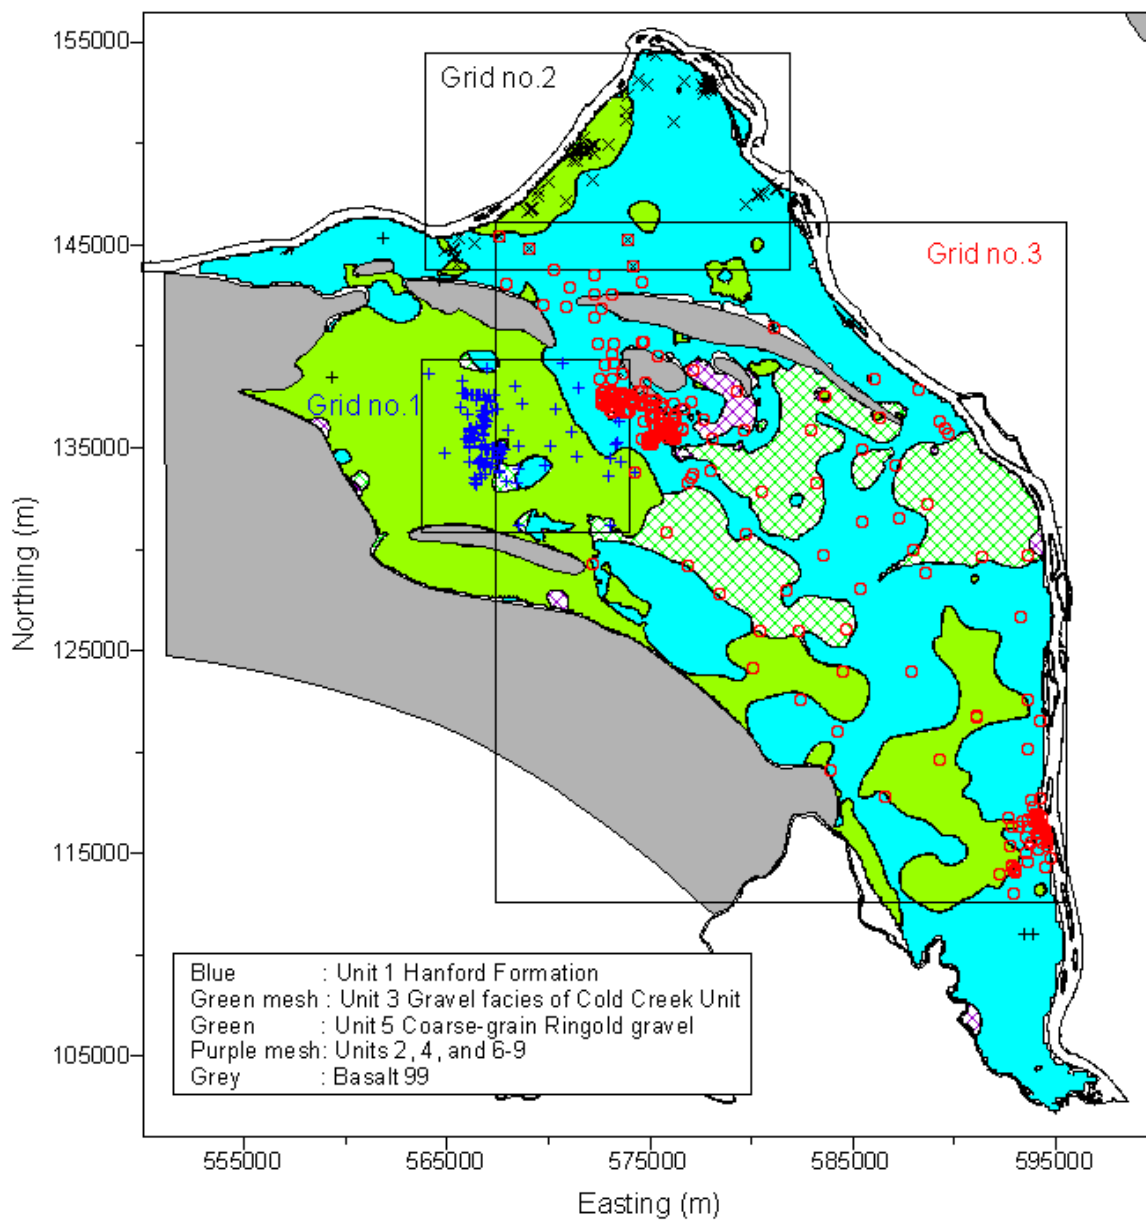 155000
145000
135000
125000
115000
105000
Northing (m)
Grid no.2
Grid no.3
Grid no.1
Blue : Unit 1 Hanford Formation
Green mesh : Unit 3 Gravel facies of Cold Creek Unit
Green : Unit 5 Coarse-grain Ringold gravel
Purple mesh: Units 2, 4, and 6-9
Grey : Basalt 99
555000 565000 575000 585000 595000
Easting (m)